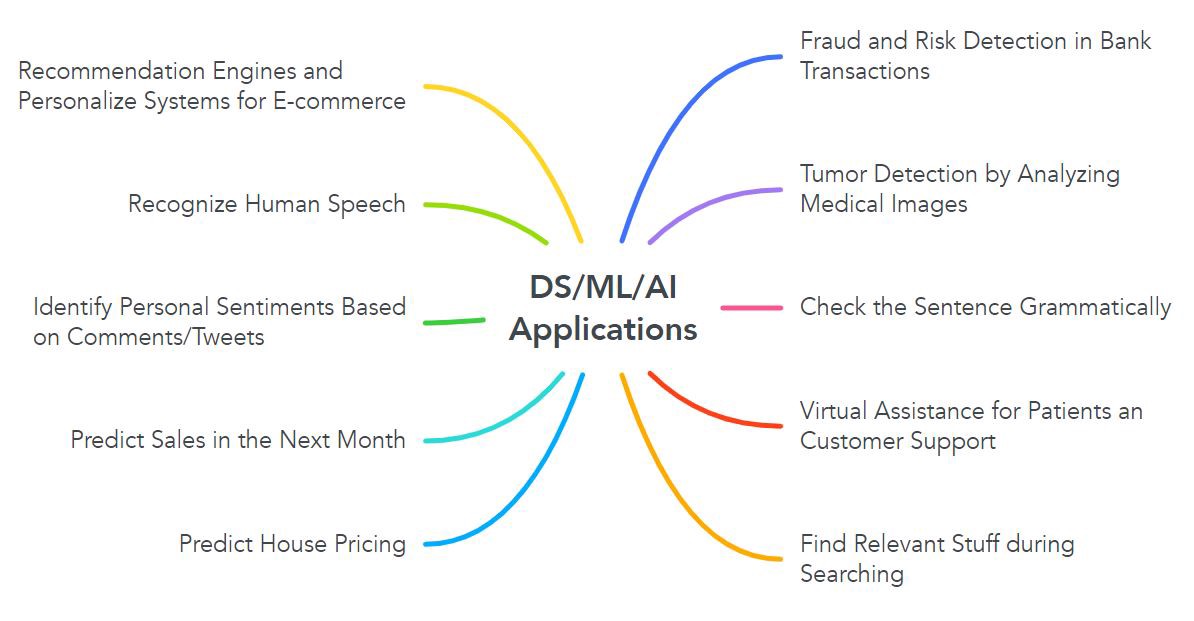 Recommendation Engines and
Personalize Systems for E-commerce
Recognize Human Speech
Identify Personal Sentiments Based
on Comments/Tweets
Predict Sales in the Next Month
Predict House Pricing
DS/ML/AI
Applications
Fraud and Risk Detection in Bank
Transactions
Tumor Detection by Analyzing
Medical Images
Check the Sentence Grammatically
Virtual Assistance for Patients an
Customer Support
Find Relevant Stuff during
Searching